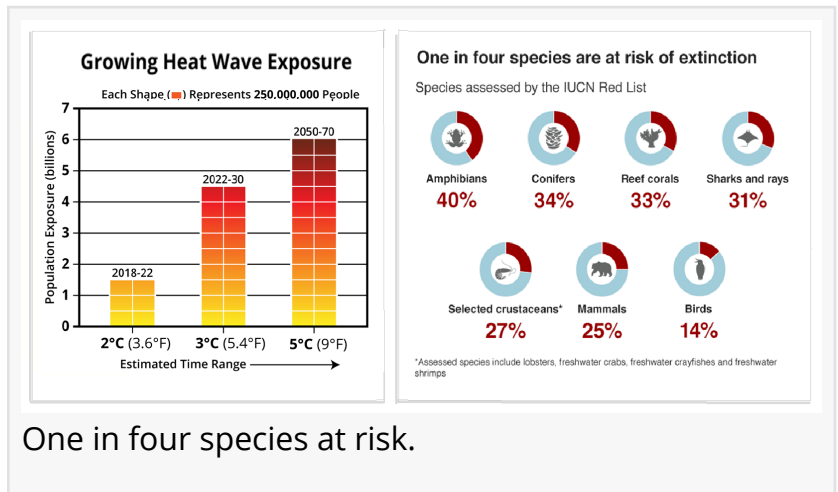 Growing Heat Wave Exposure
Each Shape ( ) Represents 250.000.000 People
Population Exposure (billions)
7
6
5
4
3
2
1
0
2018-22
2022-30
2050-70
2°C (3.6°F) 3°C (5.4°F) 5°C (9°F)
Estimated Time Range
One in four species are at risk of extinction
Species assessed by the IUCN Red List
Amphibians Conifers Reef corals Sharks and rays
40% 34% 33% 31%
Selected crustaceans* Mammals Birds
27% 25% 14%
*Assessed species include lobsters, freshwater crabs, freshwater crayfishes and freshwater
shrimps
One in four species at risk.